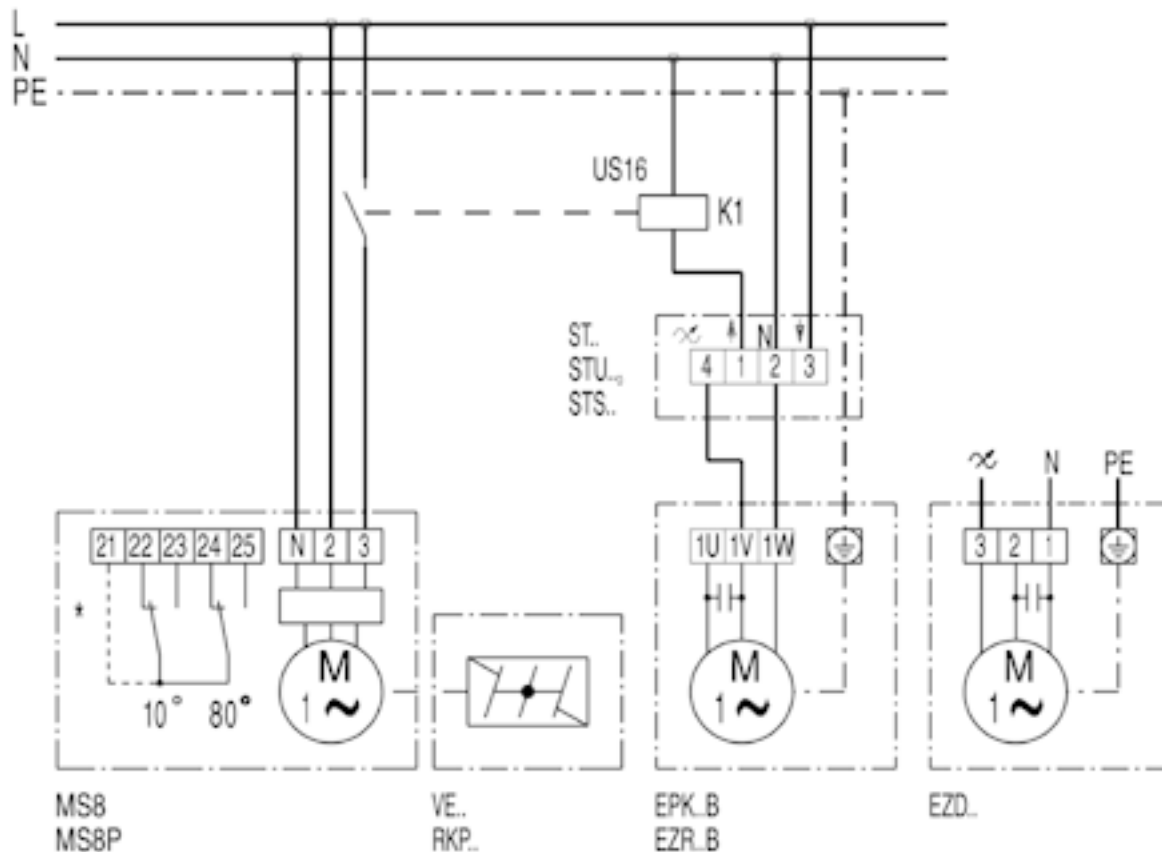 L
N
PE
US16
K1
ST..
STU..
STS..
N
4 1 2 3
N PE
21 22 23 24 25
N 2 3
1U 1V 1W
3 2 1
*
M
1 ~
10° 80°
M
1 ~
M
1 ~
MS8
MS8P
VE..
RKP..
EPK..B
EZR..B
EZD..